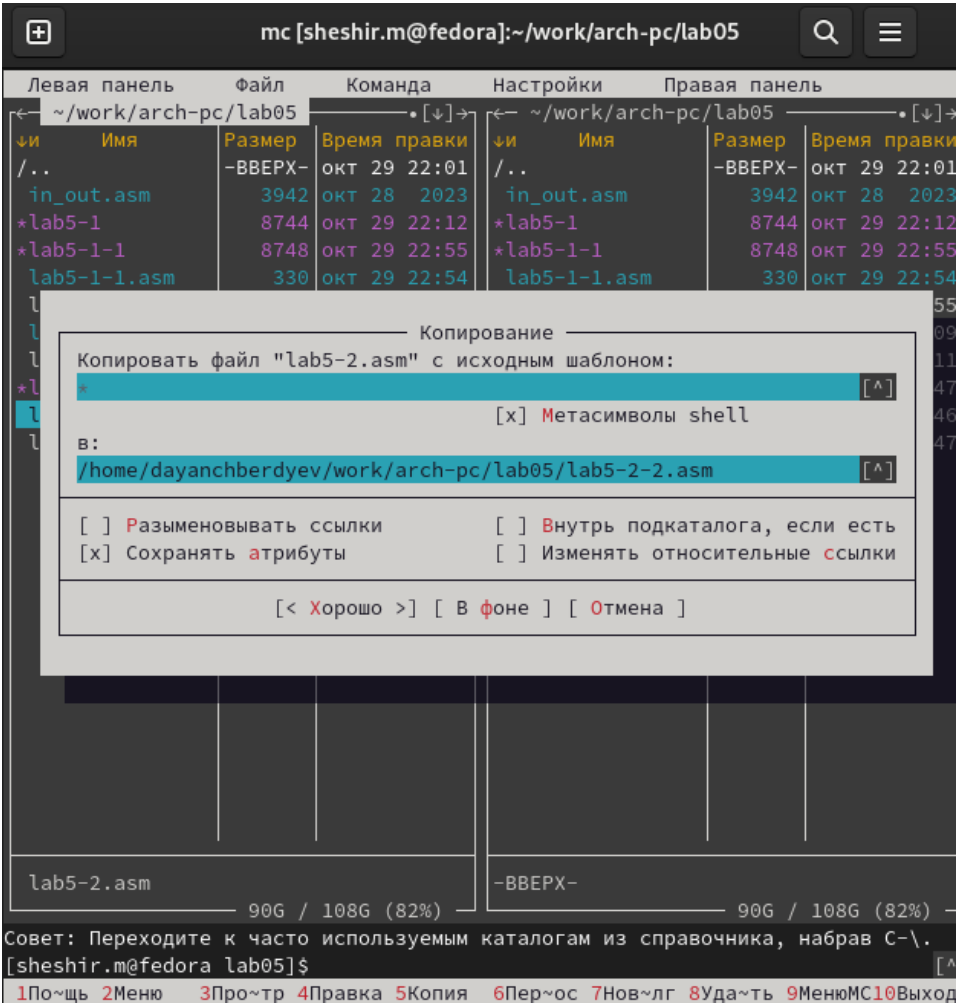 mc [sheshir.m@fedora]:~/work/arch-pc/lab05
Левая панель Файл Команда Настройки Правая панель
←─ ~/work/arch-pc/lab05 •[↓]→ ←─ ~/work/arch-pc/lab05 •[↓]→
↓и Имя Размер Время правки ↓и Имя Размер Время правки
/.. -ВВЕРХ- окт 29 22:01 /.. -ВВЕРХ- окт 29 22:01
in_out.asm 3942 окт 28 2023 in_out.asm 3942 окт 28 2023
*lab5-1 8744 окт 29 22:12 *lab5-1 8744 окт 29 22:12
*lab5-1-1 8748 окт 29 22:55 *lab5-1-1 8748 окт 29 22:55
lab5-1-1.asm 330 окт 29 22:54 lab5-1-1.asm 330 окт 29 22:54
l 55
Копирование
l 09
Копировать файл "lab5-2.asm" с исходным шаблоном:
l 11
*l * [^] 47
l [x] Метасимволы shell 46
l в: 47
/home/dayanchberdyev/work/arch-pc/lab05/lab5-2-2.asm [^]
[ ] Разыменовывать ссылки [ ] Внутрь подкаталога, если есть
[x] Сохранять атрибуты [ ] Изменять относительные ссылки
[< Хорошо >] [ В фоне ] [ Отмена ]
lab5-2.asm -ВВЕРХ-
90G / 108G (82%) 90G / 108G (82%)
Совет: Переходите к часто используемым каталогам из справочника, набрав C-\.
[sheshir.m@fedora lab05]$ [^
1По~щь 2Меню 3Про~тр 4Правка 5Копия 6Пер~ос 7Нов~лг 8Уда~ть 9МенюMC10Выход